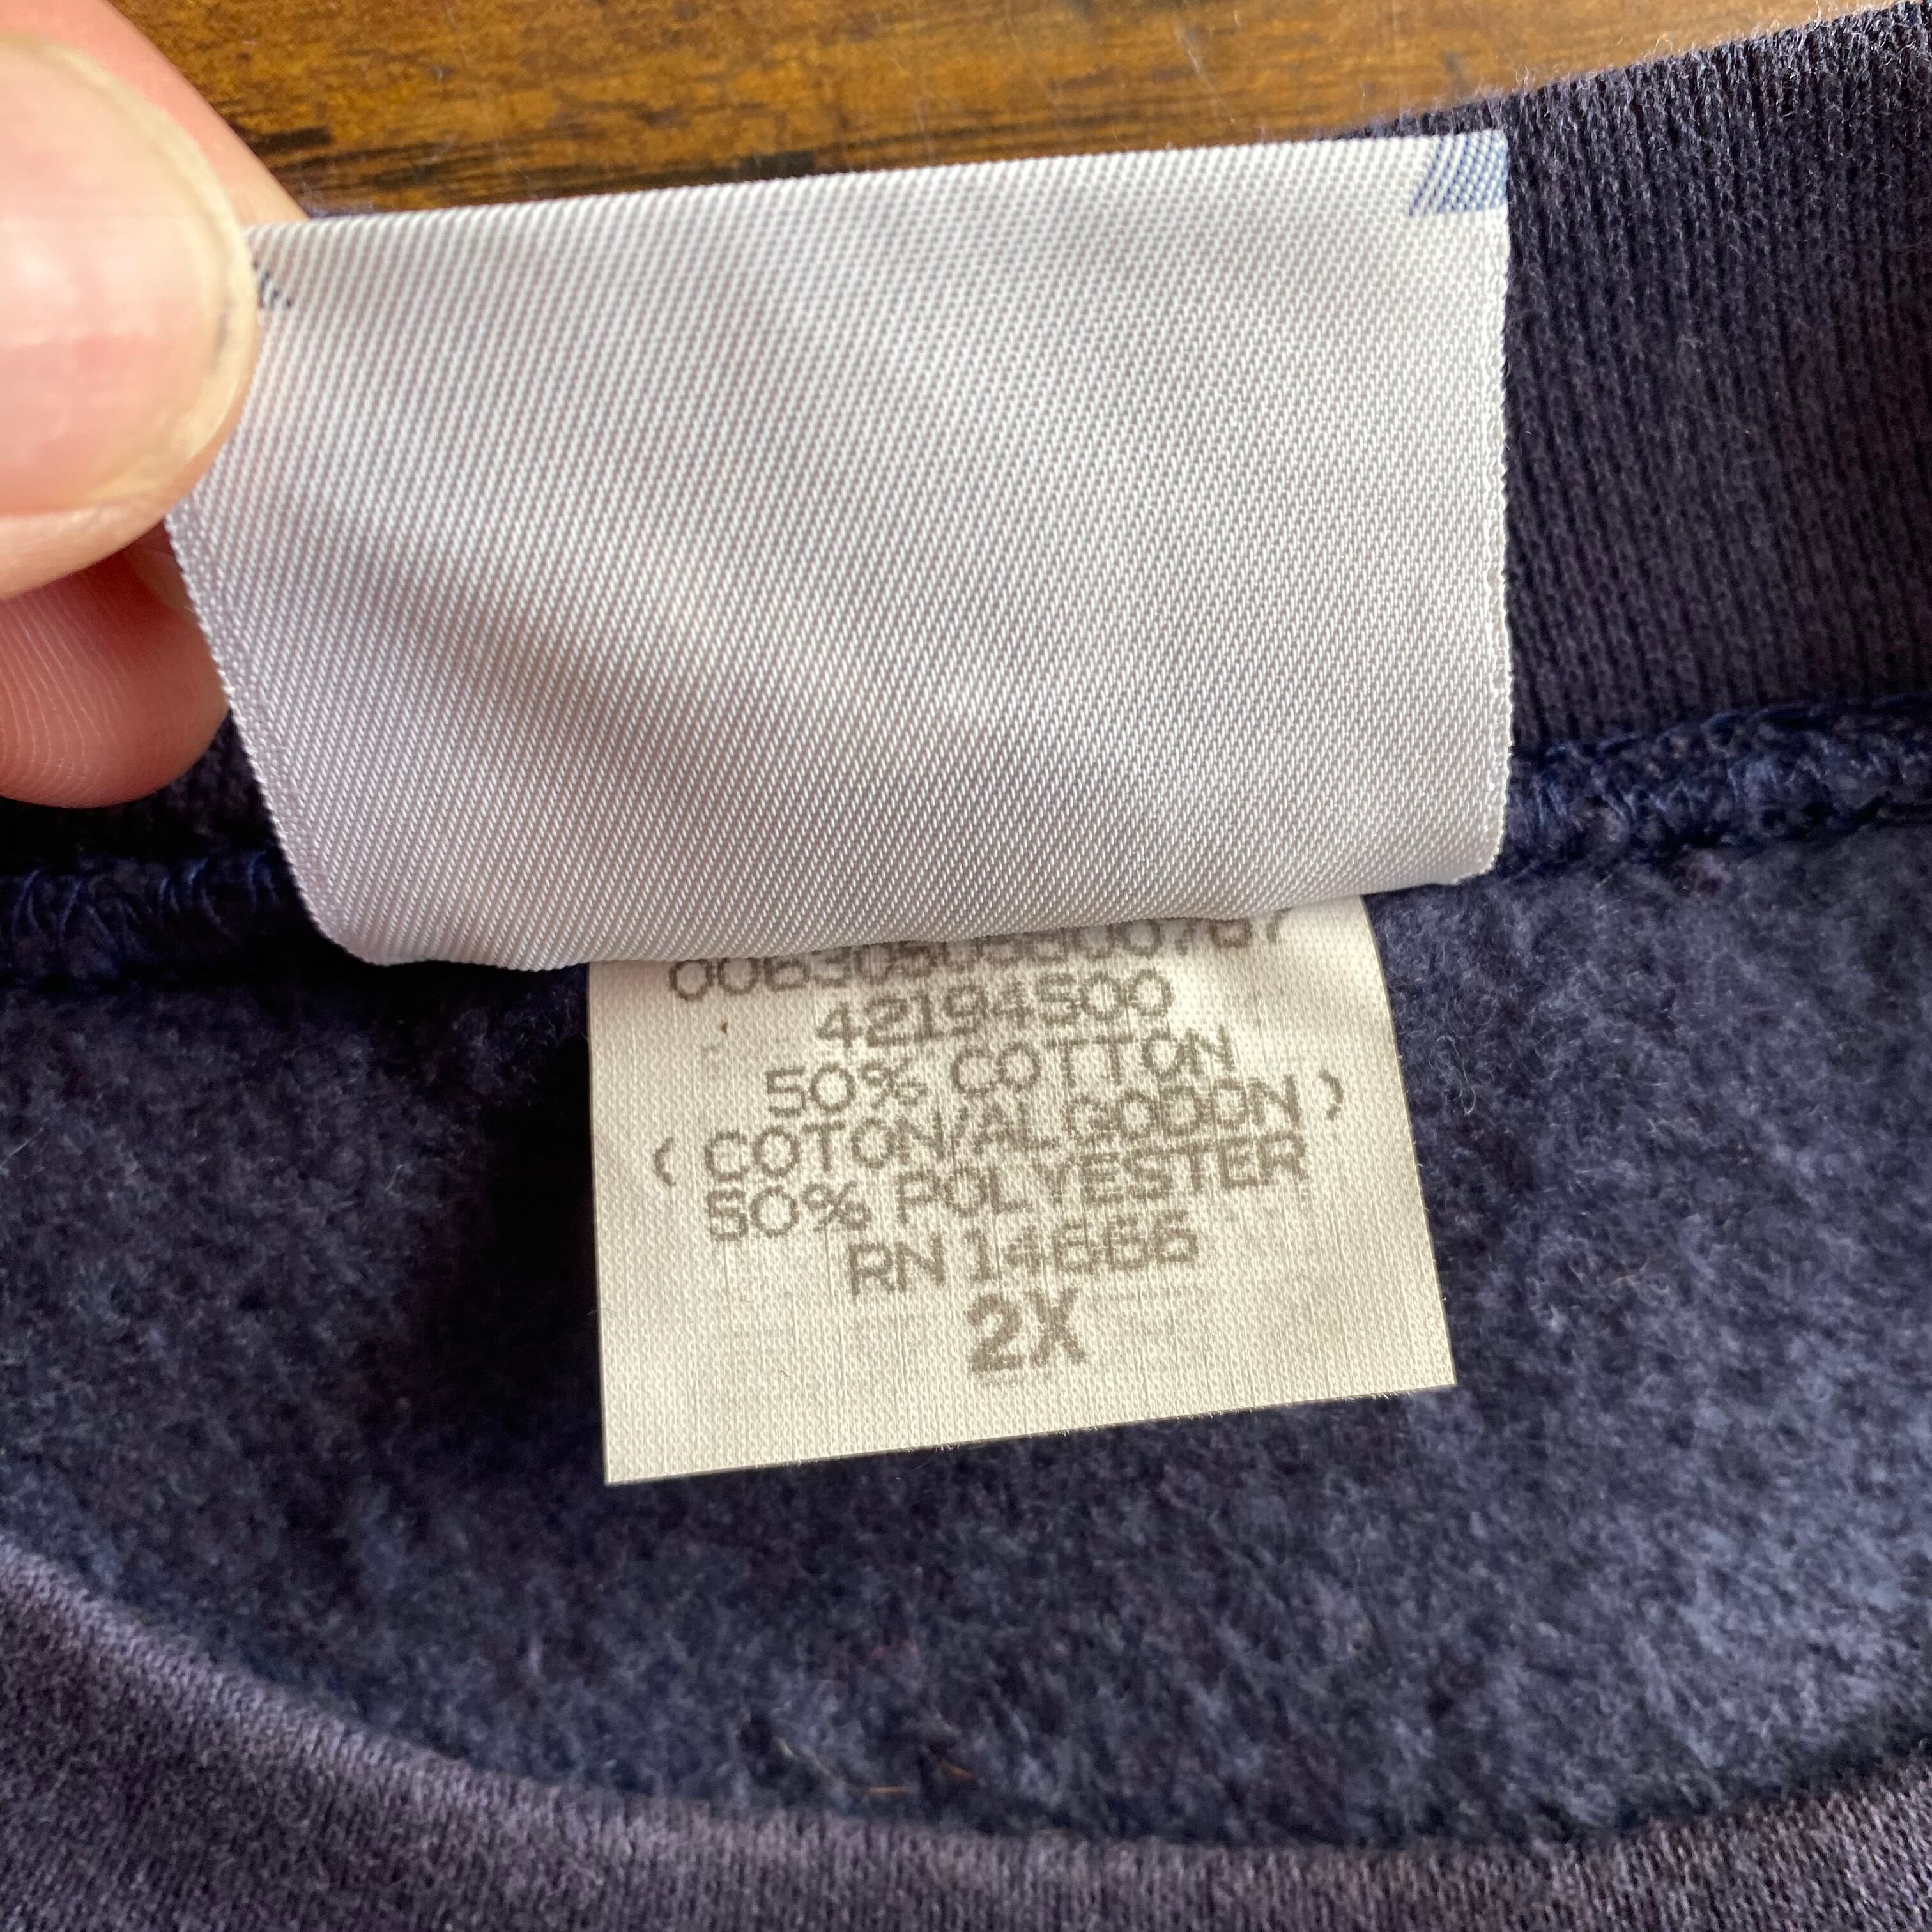 42194500
50% COTTON
( COTON/ALGODON )
50% POLYESTER
RN 14666
2X